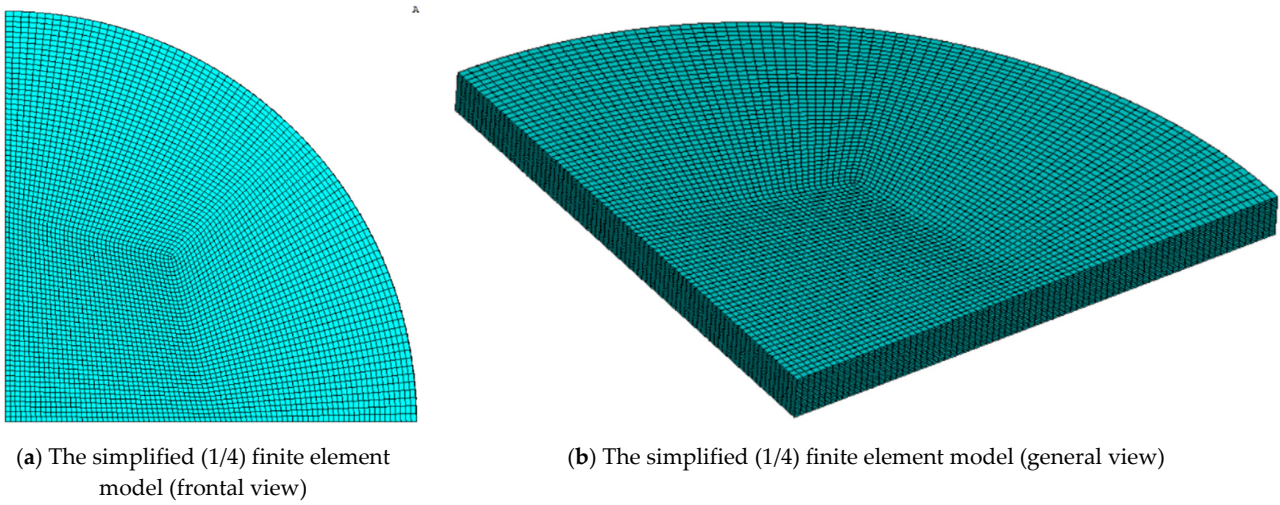 A
(a) The simplified (1/4) finite element
model (frontal view)
(b) The simplified (1/4) finite element model (general view)